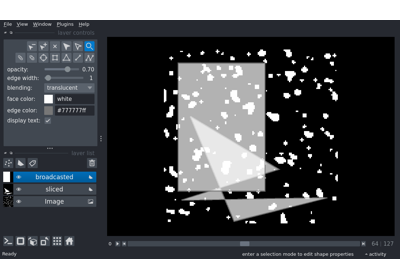 File View Window Plugins Help
layer controls
opacity: 0.70
edge width: 1
blending: translucent
face color: white
edge color: #777777ff
display text:
layer list
broadcasted
sliced
Image
0 64 127
Ready enter a selection mode to edit shape properties activity